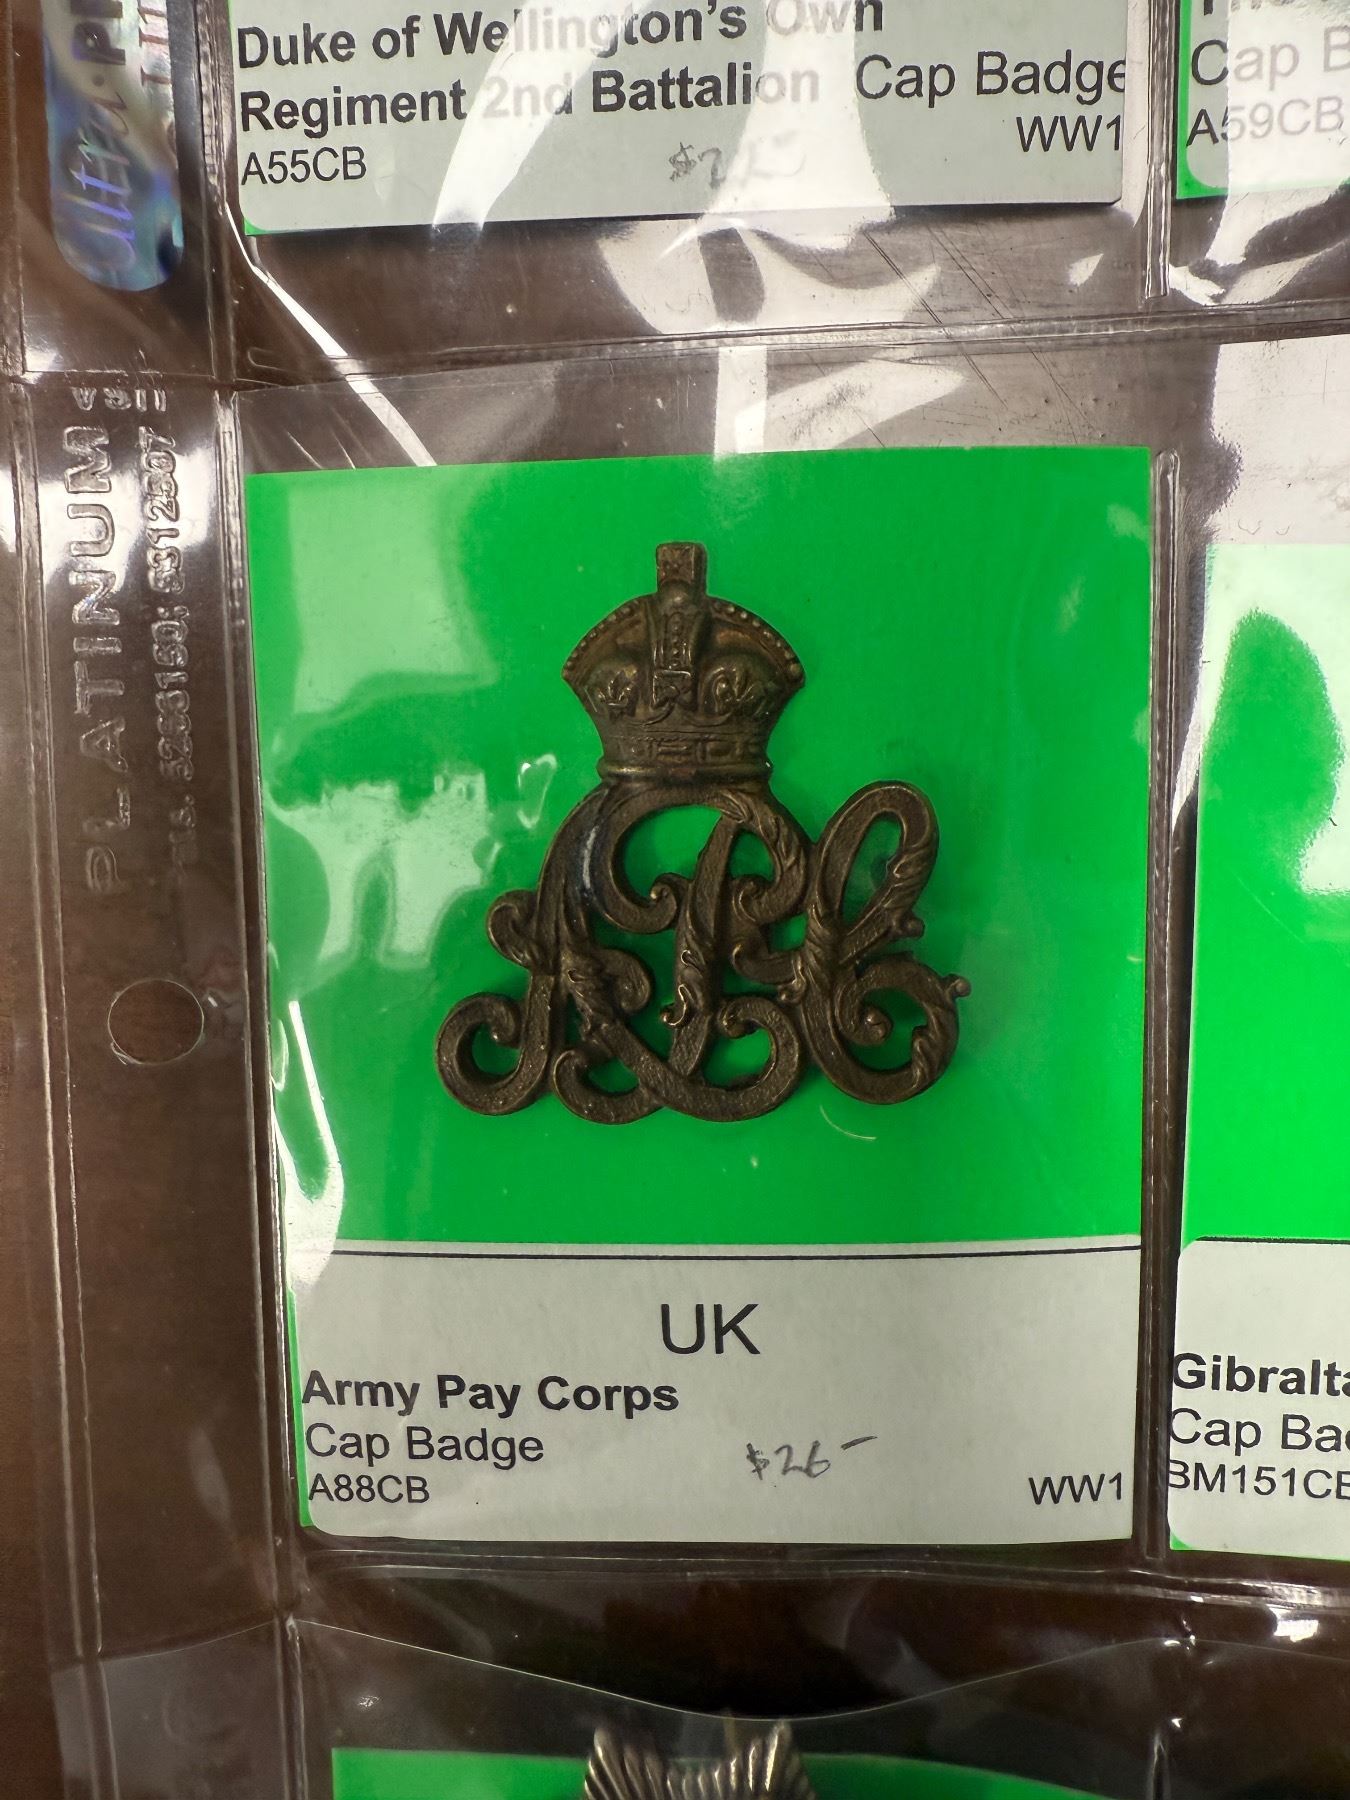 Duke of Wellington's Own
Regiment 2nd Battalion Cap Badge
WW1
A55CB
Cap B
A59CB
PLATINUM
UK
Army Pay Corps
Cap Badge
$26-
A88CB
WW1
Gibralta
Cap Ba
BM151CB